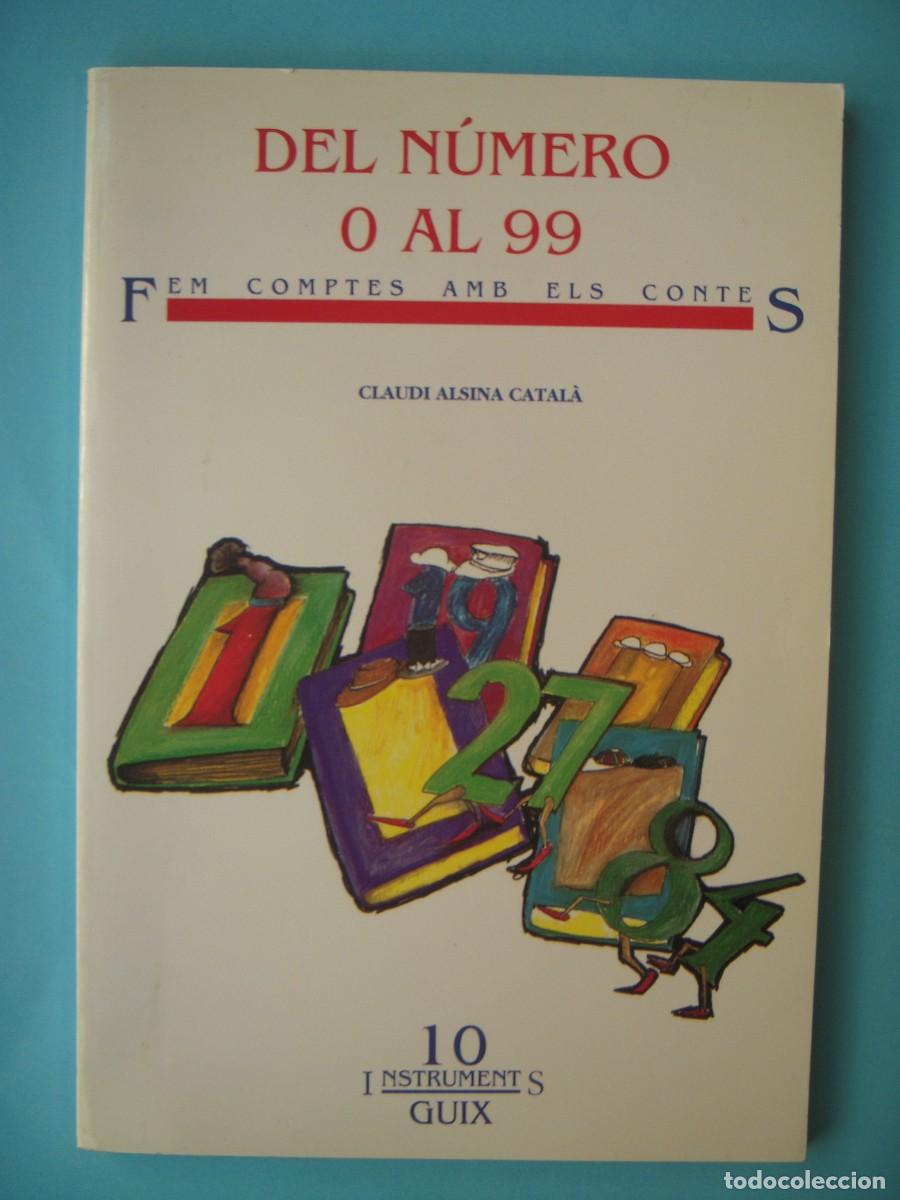 DEL NÚMERO
0 AL 99
FEM COMPTES AMB ELS CONTES
CLAUDI ALSINA CATALÀ
1
19
27
84
10
INSTRUMENTS
GUIX
todocoleccion